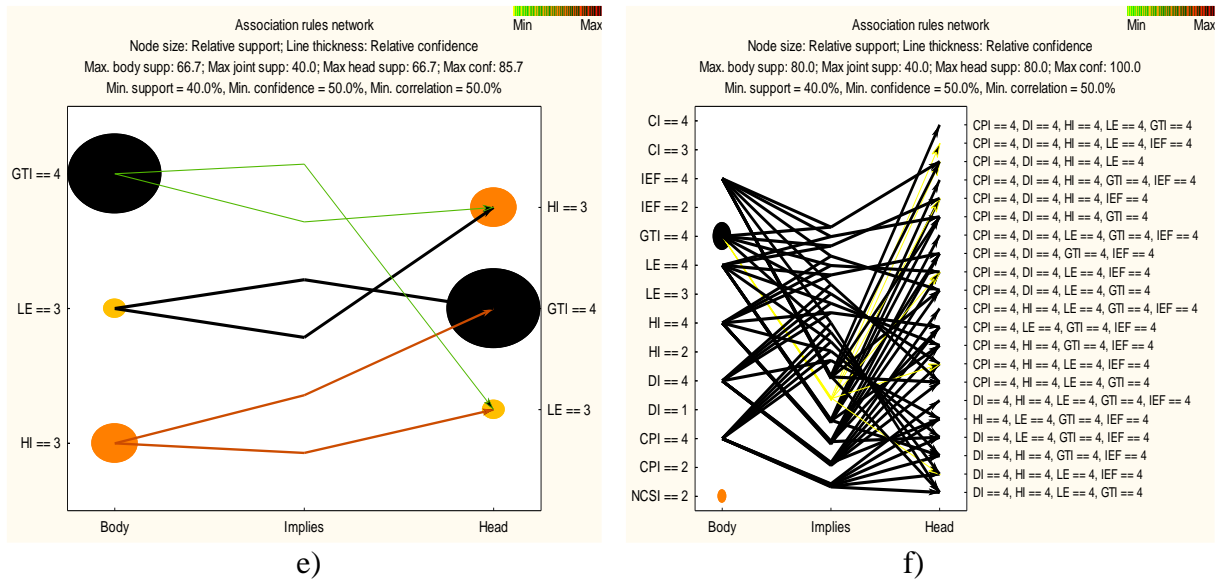 Min Max
Association rules network
Node size: Relative support; Line thickness: Relative confidence
Max. body supp: 66.7; Max joint supp: 40.0; Max head supp: 66.7; Max conf: 85.7
Min. support = 40.0%, Min. confidence = 50.0%, Min. correlation = 50.0%
GTI == 4
LE == 3
HI == 3
HI == 3
GTI == 4
LE == 3
Body Implies Head
e)
Min Max
Association rules network
Node size: Relative support; Line thickness: Relative confidence
Max. body supp: 80.0; Max joint supp: 40.0; Max head supp: 80.0; Max conf: 100.0
Min. support = 40.0%, Min. confidence = 50.0%, Min. correlation = 50.0%
CI == 4
CI == 3
IEF == 4
IEF == 2
GTI == 4
LE == 4
LE == 3
HI == 4
HI == 2
DI == 4
DI == 1
CPI == 4
CPI == 2
NCSI == 2
CPI == 4, DI == 4, HI == 4, LE == 4, GTI == 4
CPI == 4, DI == 4, HI == 4, LE == 4, IEF == 4
CPI == 4, DI == 4, HI == 4, LE == 4
CPI == 4, DI == 4, HI == 4, GTI == 4, IEF == 4
CPI == 4, DI == 4, HI == 4, IEF == 4
CPI == 4, DI == 4, HI == 4, GTI == 4
CPI == 4, DI == 4, LE == 4, GTI == 4, IEF == 4
CPI == 4, DI == 4, GTI == 4, IEF == 4
CPI == 4, DI == 4, LE == 4, IEF == 4
CPI == 4, DI == 4, LE == 4, GTI == 4
CPI == 4, HI == 4, LE == 4, GTI == 4, IEF == 4
CPI == 4, LE == 4, GTI == 4, IEF == 4
CPI == 4, HI == 4, GTI == 4, IEF == 4
CPI == 4, HI == 4, LE == 4, IEF == 4
CPI == 4, HI == 4, LE == 4, GTI == 4
DI == 4, HI == 4, LE == 4, GTI == 4, IEF == 4
HI == 4, LE == 4, GTI == 4, IEF == 4
DI == 4, LE == 4, GTI == 4, IEF == 4
DI == 4, HI == 4, GTI == 4, IEF == 4
DI == 4, HI == 4, LE == 4, IEF == 4
DI == 4, HI == 4, LE == 4, GTI == 4
Body Implies Head
f)